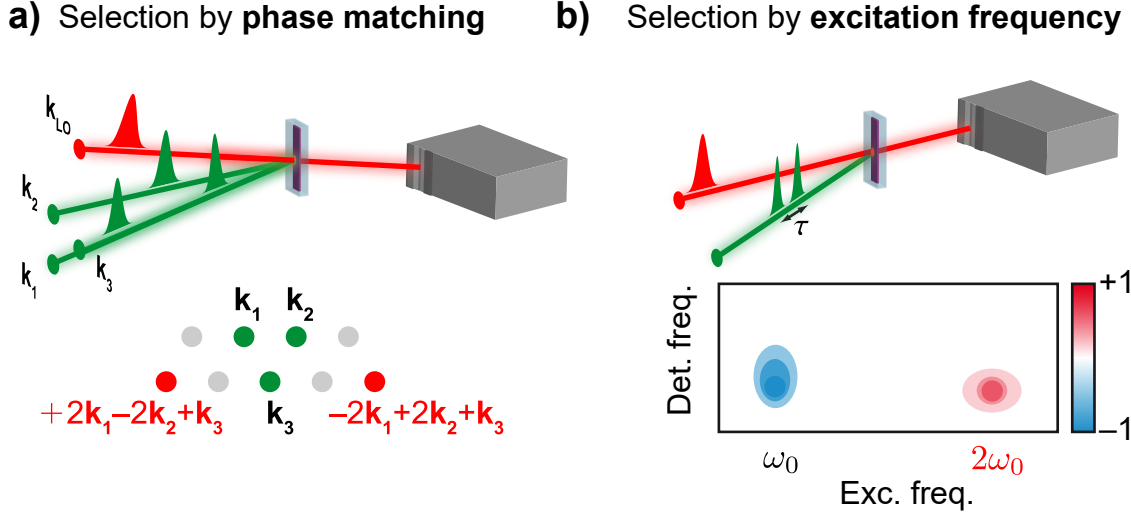 a) Selection by phase matching
k_LO
k_2
k_1
k_3
k_1 k_2
+2k_1−2k_2+k_3
k_3
−2k_1+2k_2+k_3
b) Selection by excitation frequency
τ
Det. freq.
+1
−1
ω_0
2ω_0
Exc. freq.